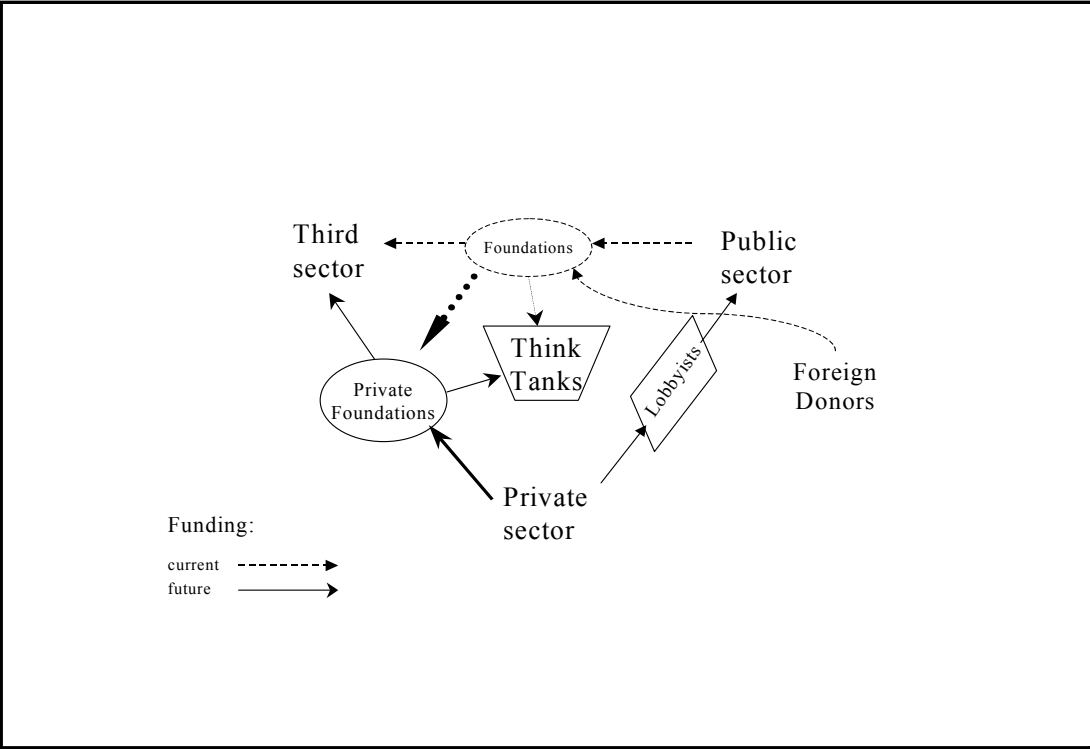 Third
sector
Foundations
Public
sector
Think
Tanks
Lobbyists
Foreign
Donors
Private
Foundations
Private
sector
Funding:
current
future